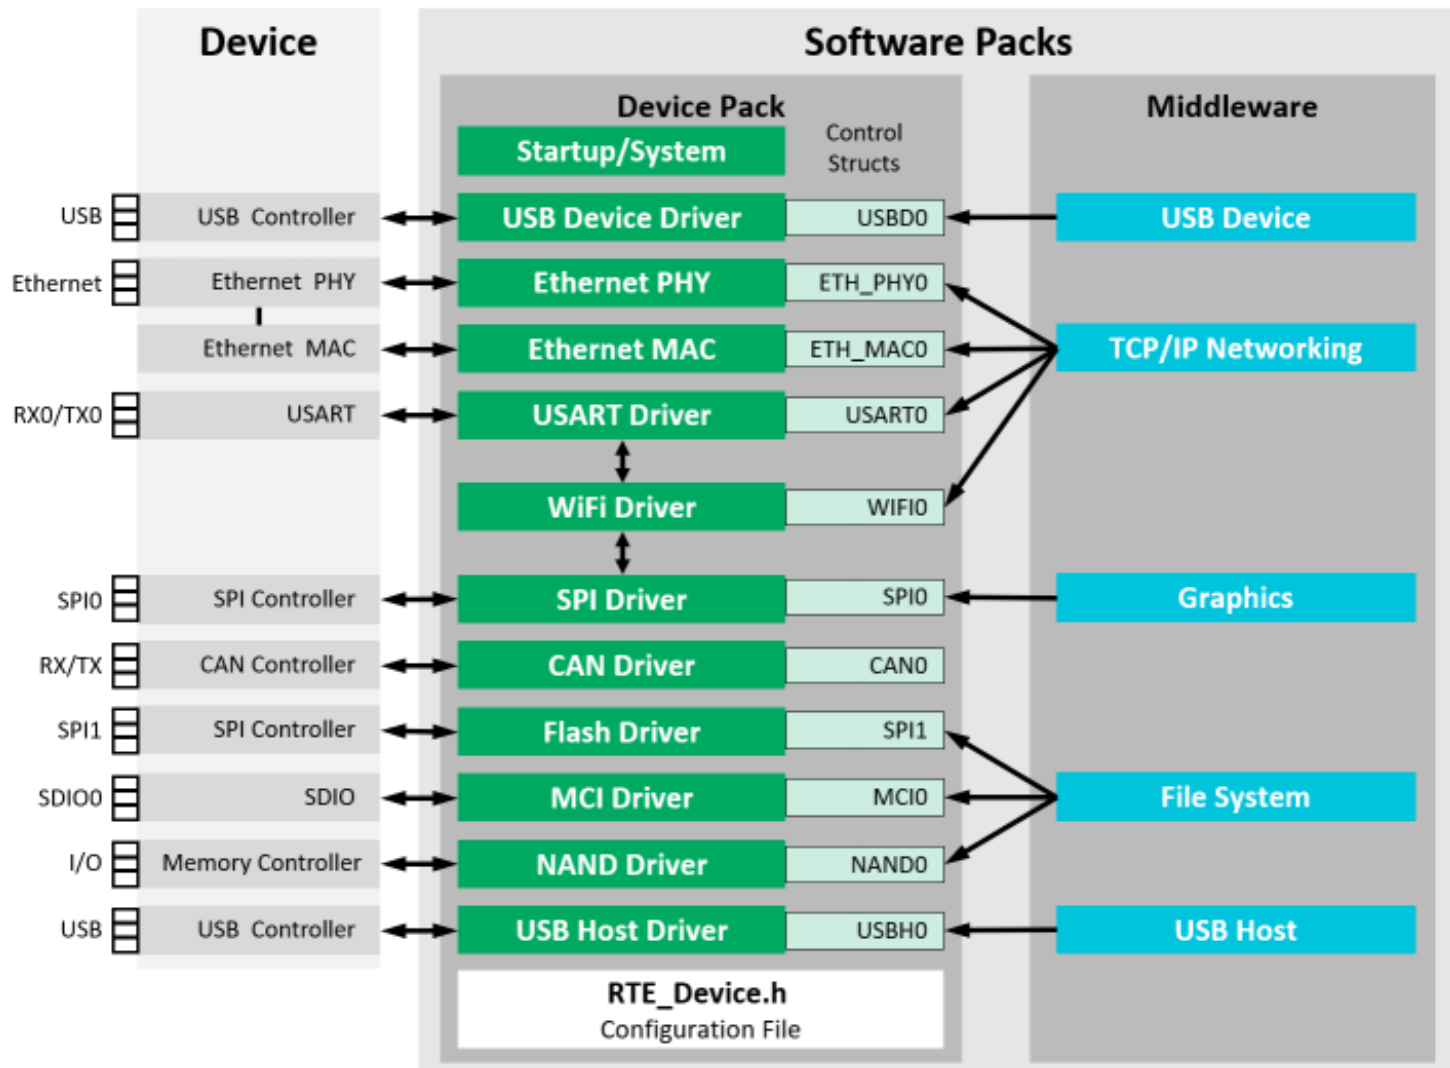 Device
Software Packs
Device Pack
Middleware
Control
Structs
Startup/System
USB
USB Controller
USB Device Driver
USBD0
USB Device
Ethernet
Ethernet PHY
Ethernet PHY
ETH_PHY0
Ethernet MAC
Ethernet MAC
ETH_MAC0
TCP/IP Networking
RX0/TX0
USART
USART Driver
USART0
WiFi Driver
WIFI0
SPI0
SPI Controller
SPI Driver
SPI0
Graphics
RX/TX
CAN Controller
CAN Driver
CAN0
SPI1
SPI Controller
Flash Driver
SPI1
SDIO0
SDIO
MCI Driver
MCI0
File System
I/O
Memory Controller
NAND Driver
NAND0
USB
USB Controller
USB Host Driver
USBH0
USB Host
RTE_Device.h
Configuration File